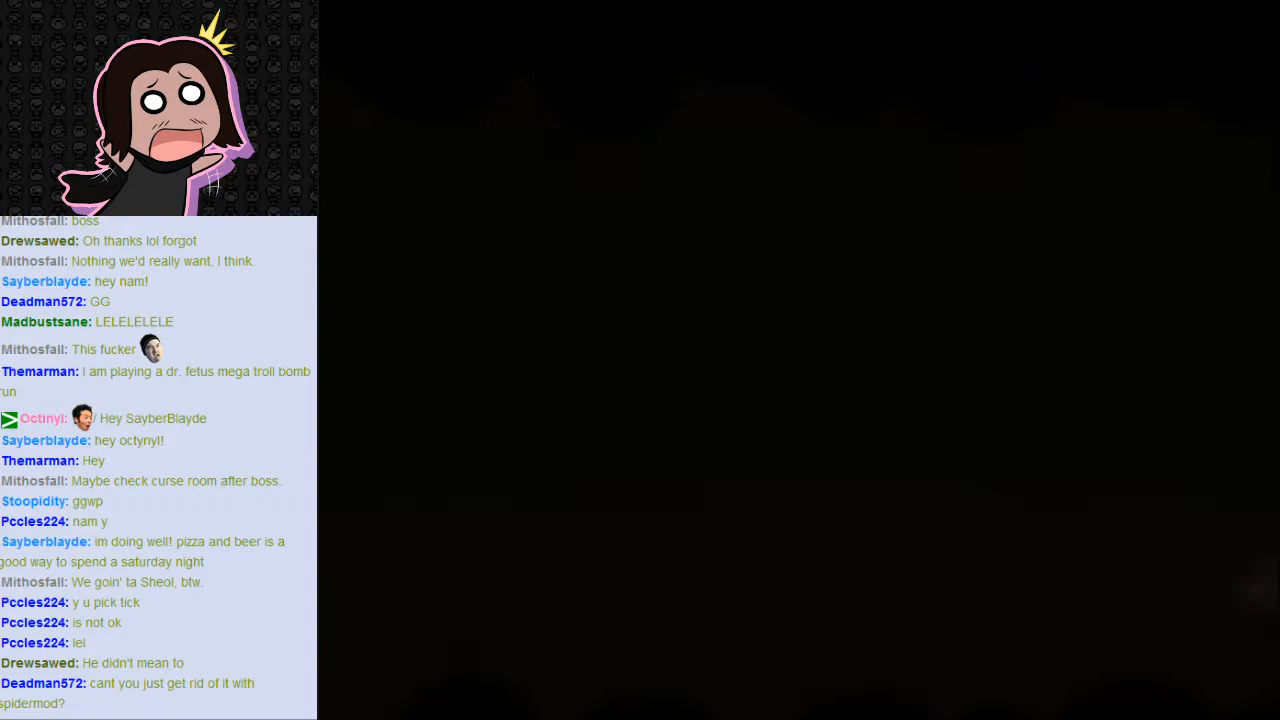 Mithosfall: boss
Drewsawed: Oh thanks lol forgot
Mithosfall: Nothing we'd really want, I think.
Sayberblayde: hey nam!
Deadman572: GG
Madbustsane: LELELELELE
Mithosfall: This fucker
Themarman: I am playing a dr. fetus mega troll bomb
run
Octinyl: / Hey SayberBlayde
Sayberblayde: hey octynyl!
Themarman: Hey
Mithosfall: Maybe check curse room after boss.
Stoopidity: ggwp
Pccles224: nam y
Sayberblayde: im doing well! pizza and beer is a
good way to spend a saturday night
Mithosfall: We goin' ta Sheol, btw.
Pccles224: y u pick tick
Pccles224: is not ok
Pccles224: lel
Drewsawed: He didn't mean to
Deadman572: cant you just get rid of it with
spidermod?